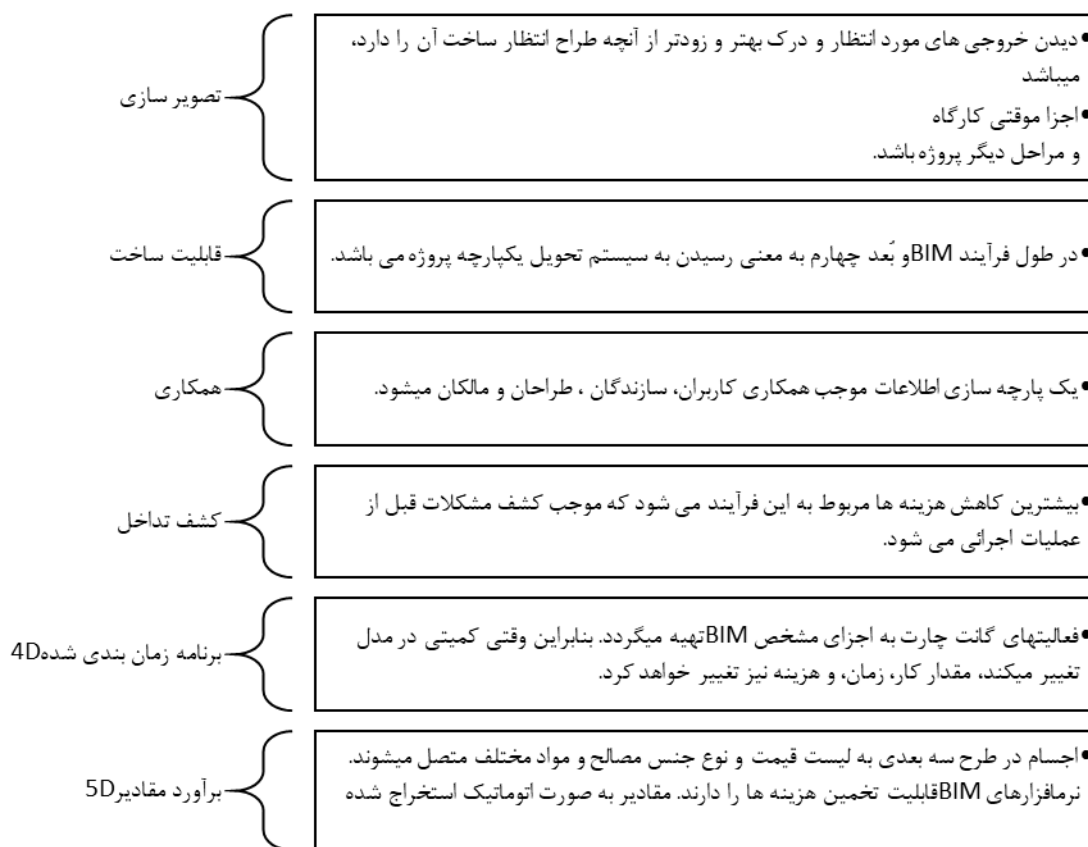 •دیدن خروجی های مورد انتظار و درک بهتر و زودتر از آنچه طراح انتظار ساخت آن را دارد،
میباشد
•اجزا موقتی کارگاه
و مراحل دیگر پروژه باشد.
تصویر سازی
•در طول فرآیند BIMو بًعد چهارم به معنی رسیدن به سیستم تحویل یکپارچه پروژه می باشد.
قابلیت ساخت
•یک پارچه سازی اطلاعات موجب همکاری کاربران، سازندگان ، طراحان و مالکان میشود.
همکاری
•بیشترین کاهش هزینه ها مربوط به این فرآیند می شود که موجب کشف مشکلات قبل از
عملیات اجرائی می شود.
کشف تداخل
•فعالیتهای گانت چارت به اجزای مشخص BIMتهیه میگردد. بنابراین وقتی کمیتی در مدل
تغییر میکند، مقدار کار، زمان، و هزینه نیز تغییر خواهد کرد.
برنامه زمان بندی شده4D
•اجسام در طرح سه بعدی به لیست قیمت و نوع جنس مصالح و مواد مختلف متصل میشوند.
نرمافزارهای BIMقابلیت تخمین هزینه ها را دارند. مقادیر به صورت اتوماتیک استخراج شده
برآورد مقادیر5D